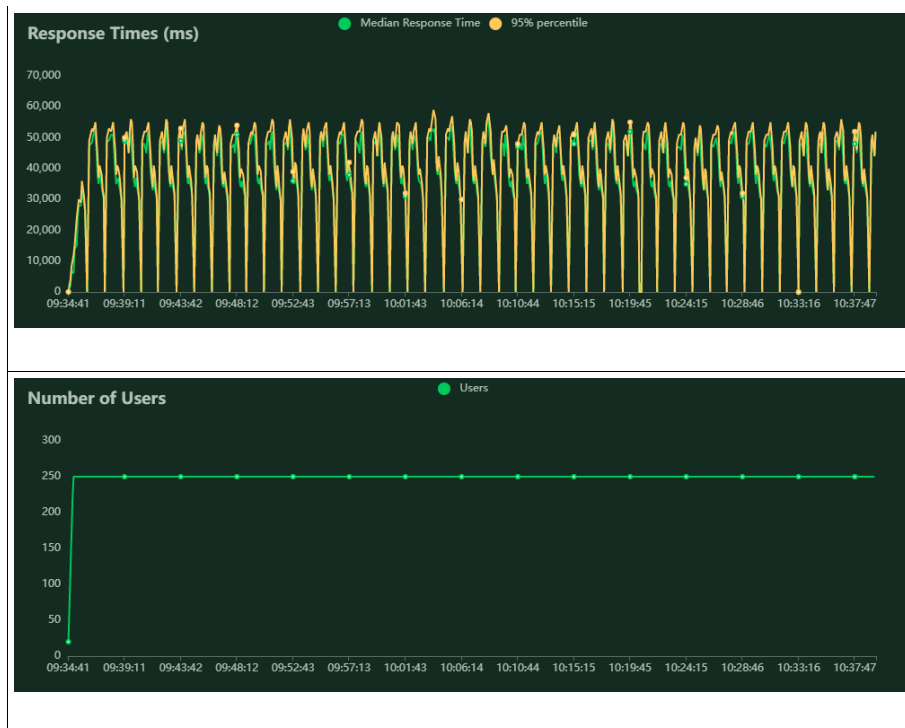 Response Times (ms)
Median Response Time 95% percentile
70,000
60,000
50,000
40,000
30,000
20,000
10,000
0
09:34:41 09:39:11 09:43:42 09:48:12 09:52:43 09:57:13 10:01:43 10:06:14 10:10:44 10:15:15 10:19:45 10:24:15 10:28:46 10:33:16 10:37:47
Number of Users
Users
300
250
200
150
100
50
0
09:34:41 09:39:11 09:43:42 09:48:12 09:52:43 09:57:13 10:01:43 10:06:14 10:10:44 10:15:15 10:19:45 10:24:15 10:28:46 10:33:16 10:37:47